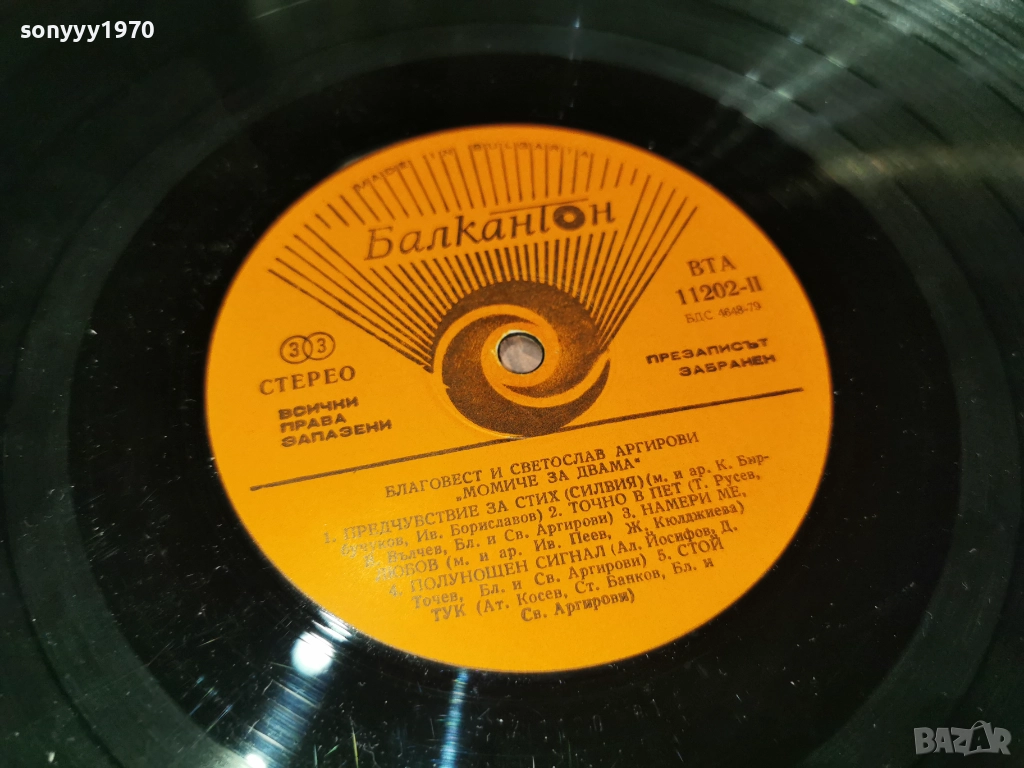 sonyyy1970
MADE IN BULGARIA
Балкантон
ВТА
11202-II
БДС 4648-79
33
СТЕРЕО
ВСИЧКИ
ПРАВА
ЗАПАЗЕНИ
ПРЕЗАПИСЪТ
ЗАБРАНЕН
БЛАГОВЕСТ И СВЕТОСЛАВ АРГИРОВИ
„МОМИЧЕ ЗА ДВАМА“
1. ПРЕДЧУВСТВИЕ ЗА СТИХ (СИЛВИЯ) (м. и ар. К. Бир-
бучуков, Ив. Бориславов) 2. ТОЧНО В ПЕТ (Т. Русев,
Вълчев, Бл. и Св. Аргирови) 3. НАМЕРИ МЕ,
ЛЮБОВ (м. и ар. Ив. Пеев, Ж. Кюлджиева)
4. ПОЛУНОЩЕН СИГНАЛ (Ал. Йосифов, Д.
Точев, Бл. и Св. Аргирови) 5. СТОЙ
ТУК (Ат. Косев, Ст. Банков, Бл. и
Св. Аргирови)
BAZAR